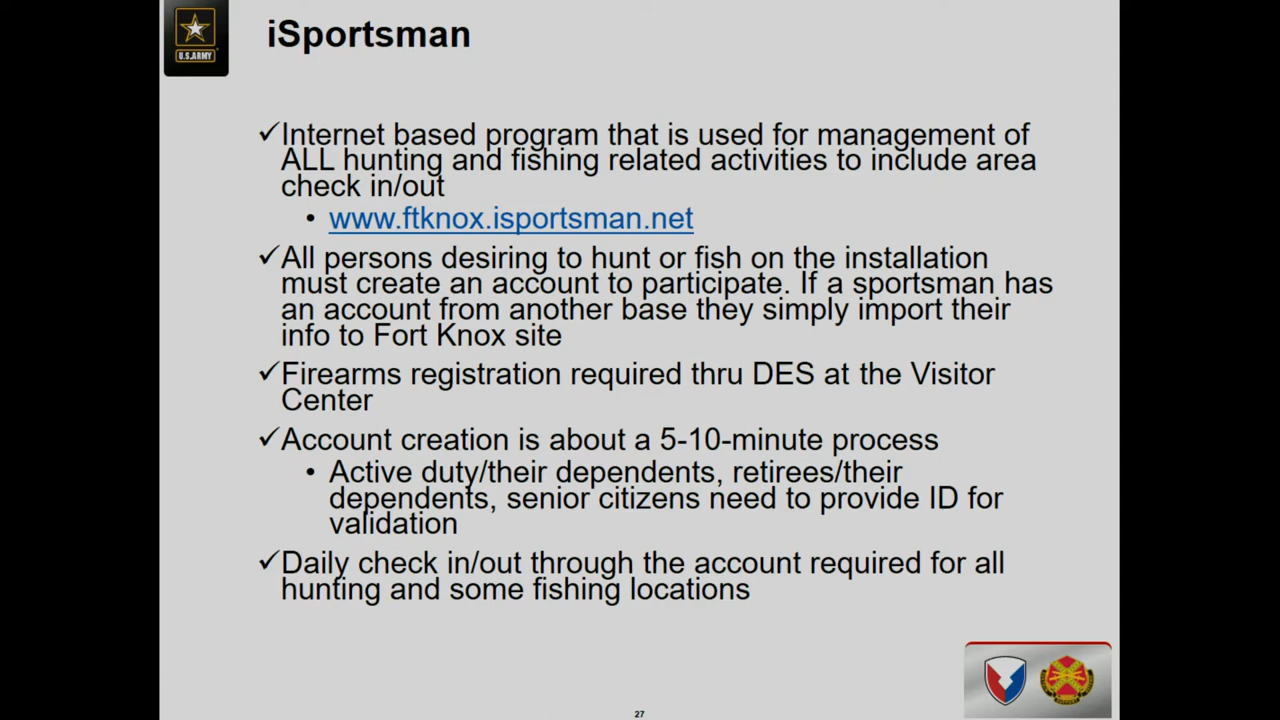 U.S.ARMY
iSportsman
✓Internet based program that is used for management of
ALL hunting and fishing related activities to include area
check in/out
• www.ftknox.isportsman.net
✓All persons desiring to hunt or fish on the installation
must create an account to participate. If a sportsman has
an account from another base they simply import their
info to Fort Knox site
✓Firearms registration required thru DES at the Visitor
Center
✓Account creation is about a 5-10-minute process
• Active duty/their dependents, retirees/their
dependents, senior citizens need to provide ID for
validation
✓Daily check in/out through the account required for all
hunting and some fishing locations
27